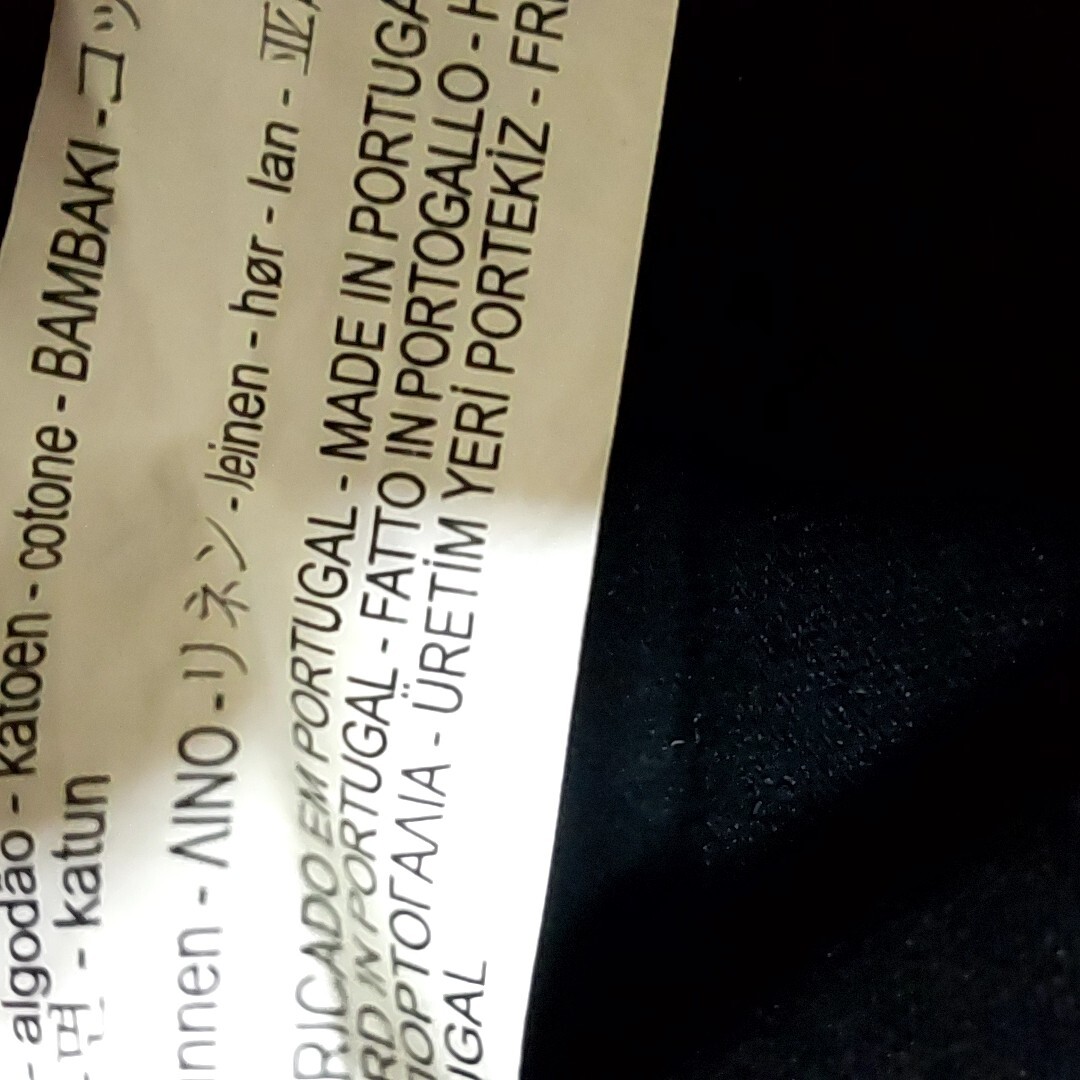 - algodão - katoen - cotone - BAMBAKI - コッ
- 면 - katun
linnen - ΛΙΝΟ - リネン - leinen - hør - lan - 亚
RICADO EM PORTUGAL - MADE IN PORTUGA
RD IN PORTUGAL - FATTO IN PORTOGALLO -
ΠΟΡΤΟΓΑΛΙΑ - ÜRETİM YERİ PORTEKİZ - FR
UGAL